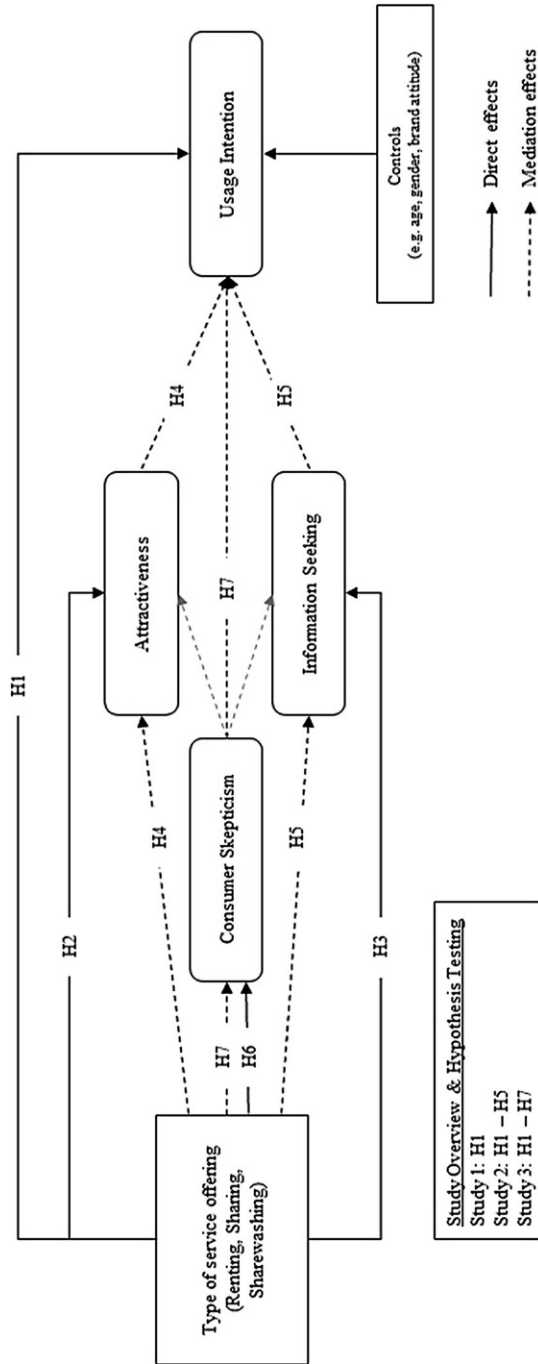 H1
H2
Type of service offering
(Renting, Sharing,
Sharewashing)
H4
H7
H6
H5
H3
Consumer Skepticism
Attractiveness
H7
Information Seeking
H4
H5
Usage Intention
Controls
(e.g. age, gender, brand attitude)
Study Overview & Hypothesis Testing
Study 1: H1
Study 2: H1 – H5
Study 3: H1 – H7
Direct effects
Mediation effects